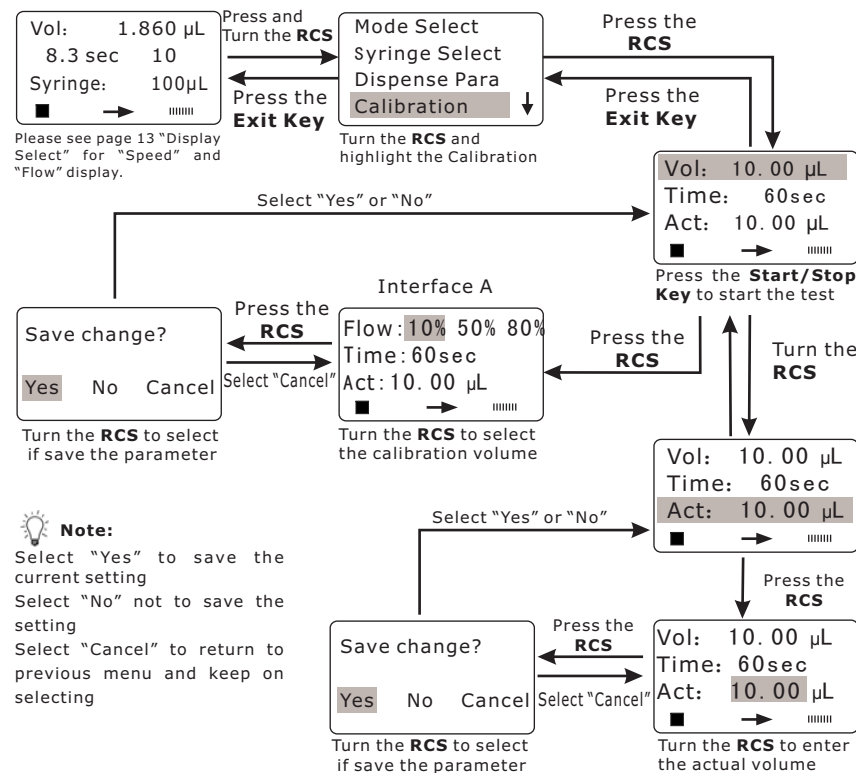 Vol: 1.860 µL
8.3 sec 10
Syringe: 100µL
Please see page 13 "Display
Select" for "Speed" and
"Flow" display.
Press and
Turn the RCS
Press the
Exit Key
Mode Select
Syringe Select
Dispense Para
Calibration
Turn the RCS and
highlight the Calibration
Press the
RCS
Press the
Exit Key
Vol: 10.00 µL
Time: 60sec
Act: 10.00 µL
Press the Start/Stop
Key to start the test
Select "Yes" or "No"
Save change?
Yes No Cancel
Turn the RCS to select
if save the parameter
Press the
RCS
Select "Cancel"
Interface A
Flow: 10% 50% 80%
Time: 60sec
Act: 10.00 µL
Turn the RCS to select
the calibration volume
Press the
RCS
Turn the
RCS
Vol: 10.00 µL
Time: 60sec
Act: 10.00 µL
Note:
Select "Yes" to save the
current setting
Select "No" not to save the
setting
Select "Cancel" to return to
previous menu and keep on
selecting
Select "Yes" or "No"
Press the
RCS
Save change?
Yes No Cancel
Turn the RCS to select
if save the parameter
Press the
RCS
Select "Cancel"
Vol: 10.00 µL
Time: 60sec
Act: 10.00 µL
Turn the RCS to enter
the actual volume